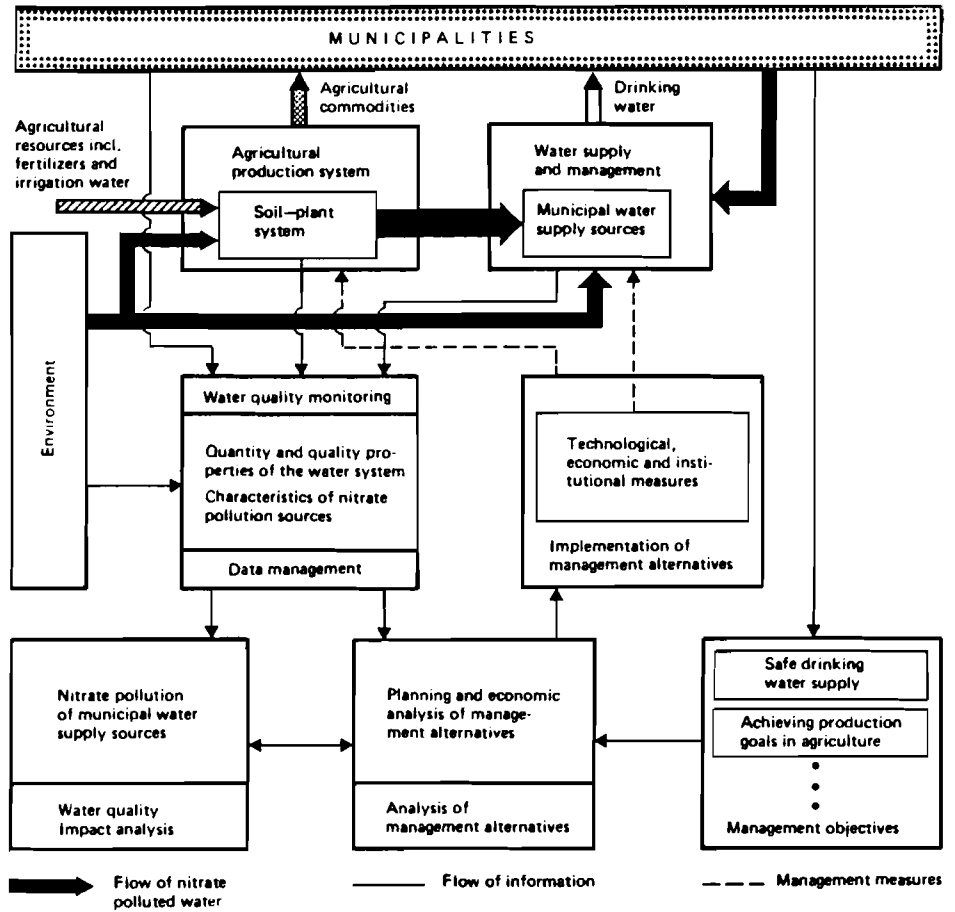 MUNICIPALITIES
Agricultural
commodities
Drinking
water
Agricultural
resources incl.
fertilizers and
irrigation water
Agricultural
production system
Soil—plant
system
Water supply
and management
Municipal water
supply sources
Environment
Water quality monitoring
Quantity and quality pro-
perties of the water system
Characteristics of nitrate
pollution sources
Data management
Technological,
economic and insti-
tutional measures
Implementation of
management alternatives
Nitrate pollution
of municipal water
supply sources
Water quality
Impact analysis
Planning and economic
analysis of manage-
ment alternatives
Analysis of
management alternatives
Safe drinking
water supply
Achieving production
goals in agriculture
Management objectives
Flow of nitrate
polluted water
Flow of information
Management measures